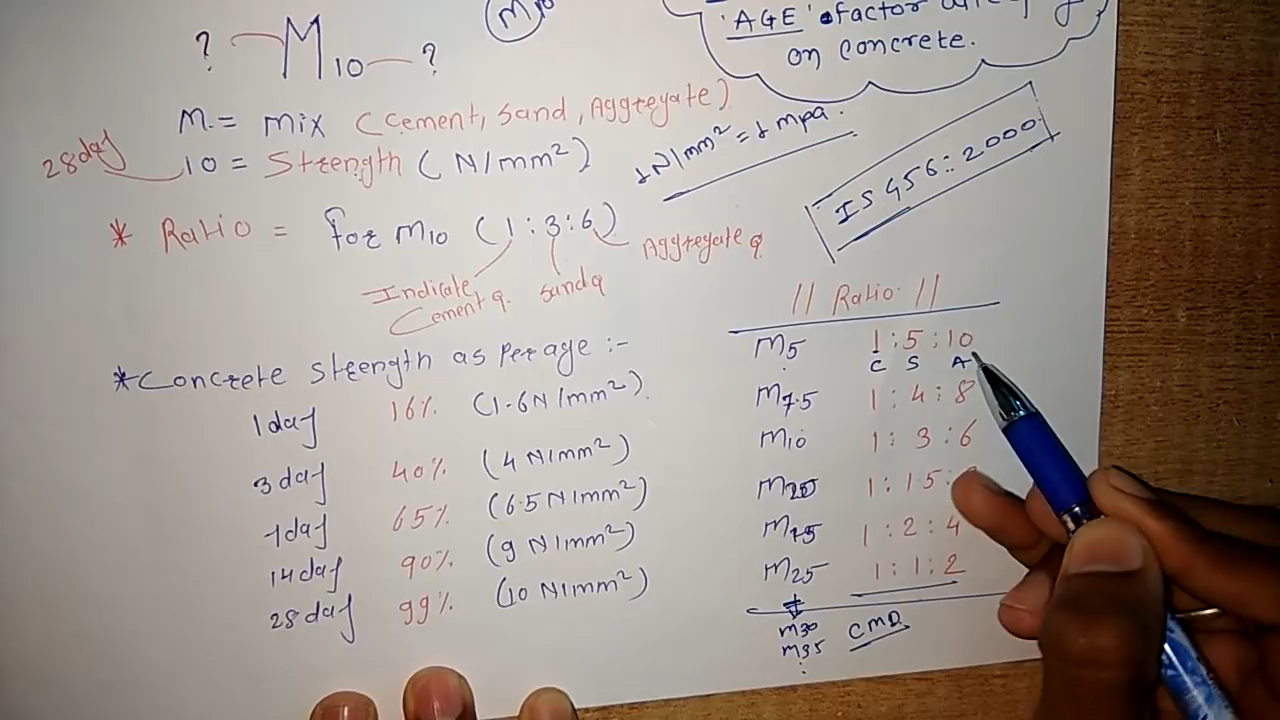 (M10
'AGE' factor
on concrete.
? M10 ?
M = Mix (Cement, Sand, Aggregate)
28day 10 = Strength (N/mm²)
1N/mm² = 1 mpa.
IS 456:2000
* Ratio = for M10 (1:3:6)
Indicate Cement q. sand q Aggregate q
// Ratio //
M5 1:5:10
C S A
M7.5 1:4:8
M10 1:3:6
M20 1:1.5:
M15 1:2:4
M25 1:1:2
M30
M35
CMD
*Concrete strength as per age :-
1day 16% (1.6N/mm²)
3day 40% (4 N/mm²)
7day 65% (6.5 N/mm²)
14day 90% (9 N/mm²)
28day 99% (10 N/mm²)